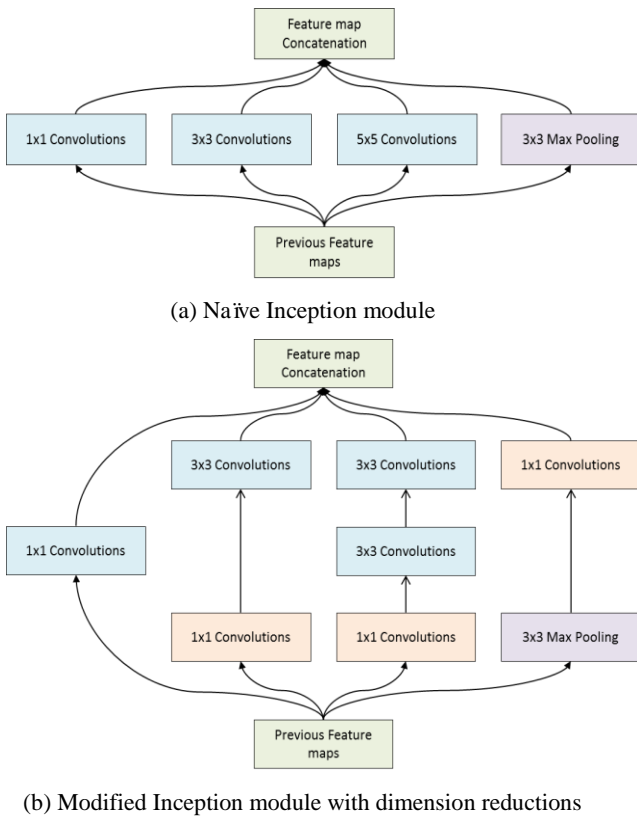 Feature map
Concatenation
1x1 Convolutions
3x3 Convolutions
5x5 Convolutions
3x3 Max Pooling
Previous Feature
maps
(a) Naïve Inception module
Feature map
Concatenation
3x3 Convolutions
3x3 Convolutions
1x1 Convolutions
1x1 Convolutions
3x3 Convolutions
1x1 Convolutions
1x1 Convolutions
3x3 Max Pooling
Previous Feature
maps
(b) Modified Inception module with dimension reductions